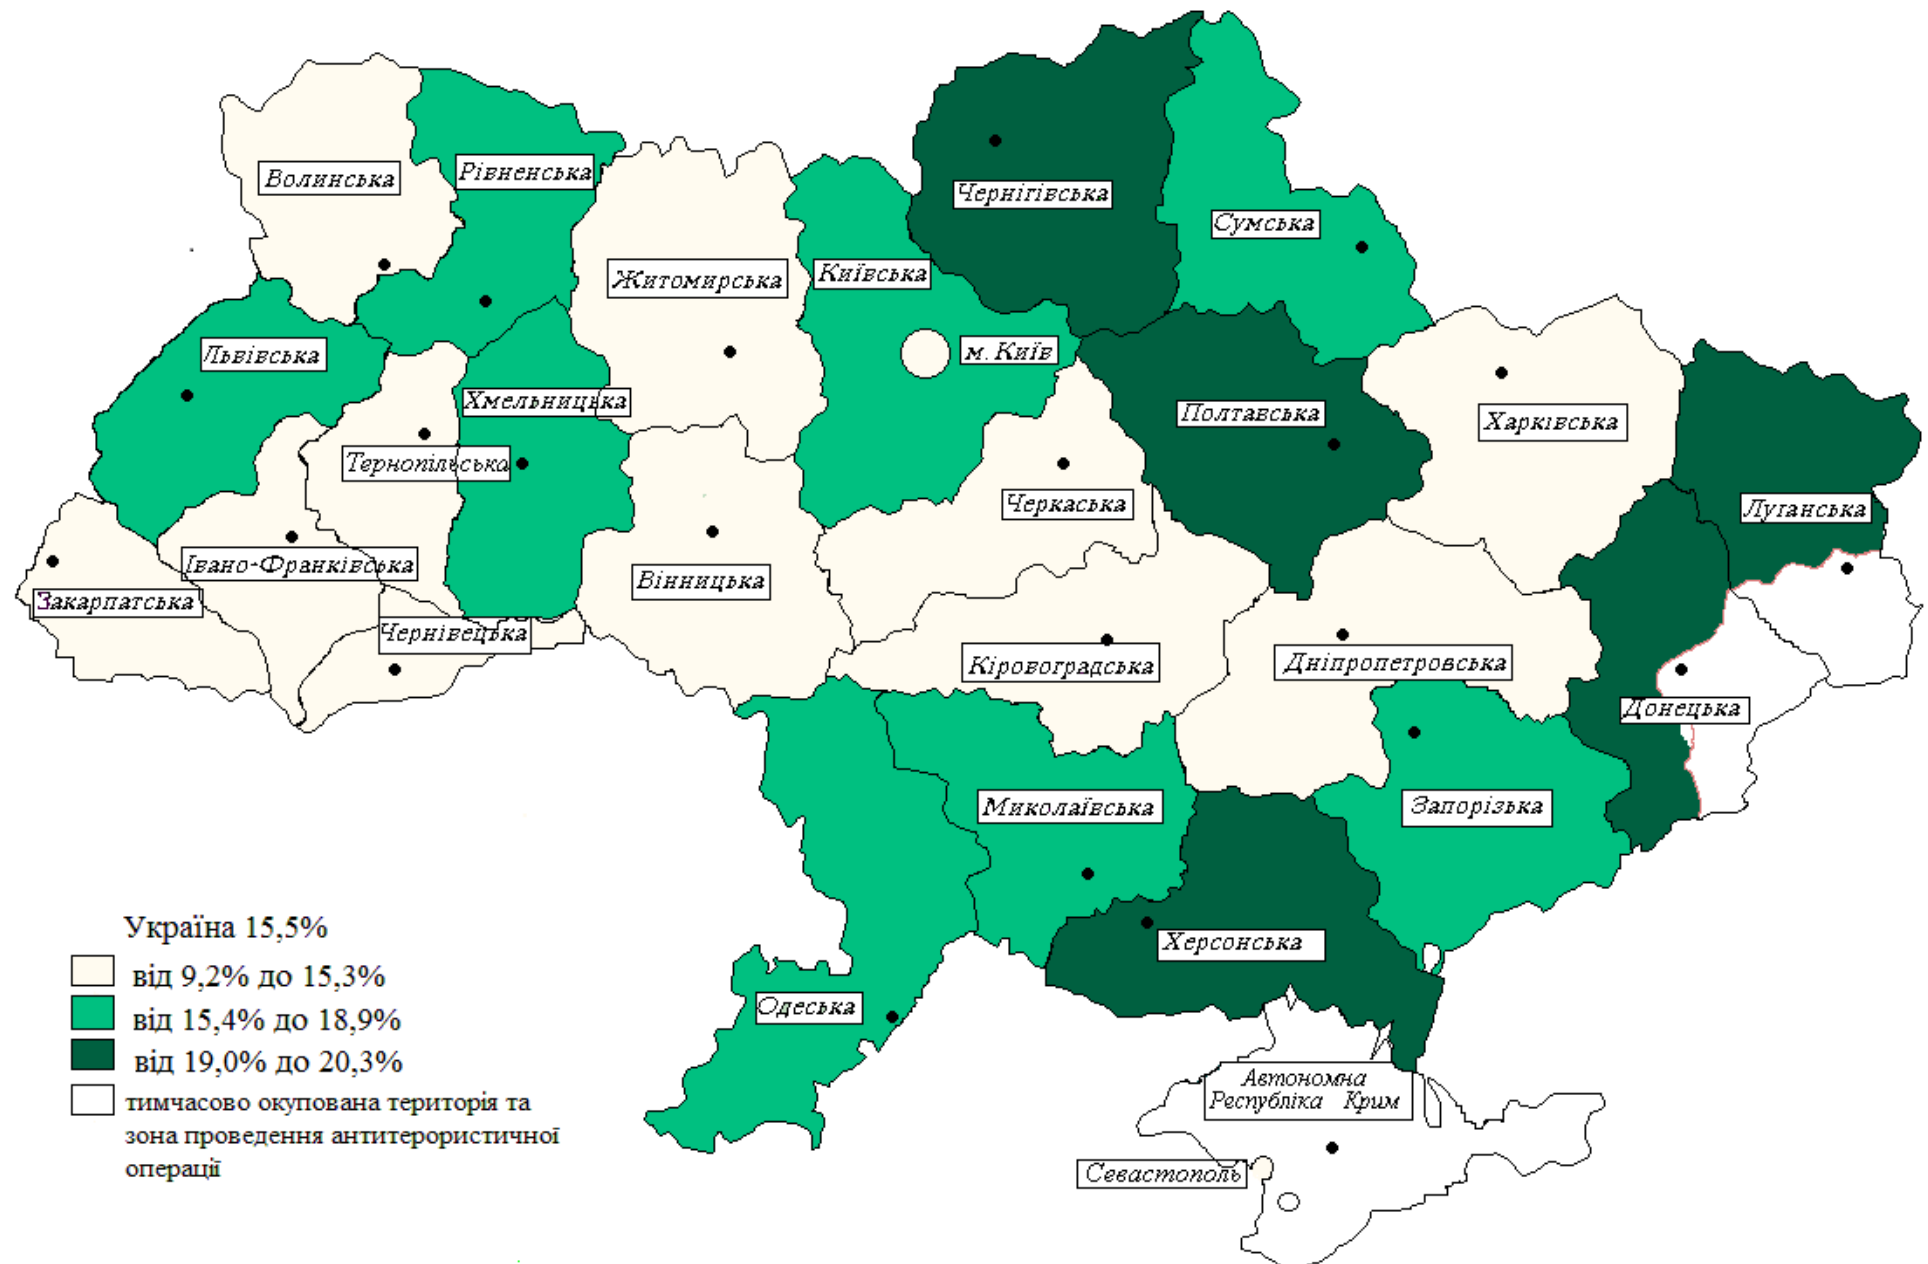 Волинська
Рівненська
Чернігівська
Сумська
Житомирська
Київська
м. Київ
Львівська
Хмельницька
Полтавська
Харківська
Тернопільська
Черкаська
Луганська
Івано-Франківська
Закарпатська
Вінницька
Чернівецька
Кіровоградська
Дніпропетровська
Донецька
Миколаївська
Запорізька
Херсонська
Одеська
Автономна
Республіка Крим
Севастополь
Україна 15,5%
від 9,2% до 15,3%
від 15,4% до 18,9%
від 19,0% до 20,3%
тимчасово окупована територія та
зона проведення антитерористичної
операції